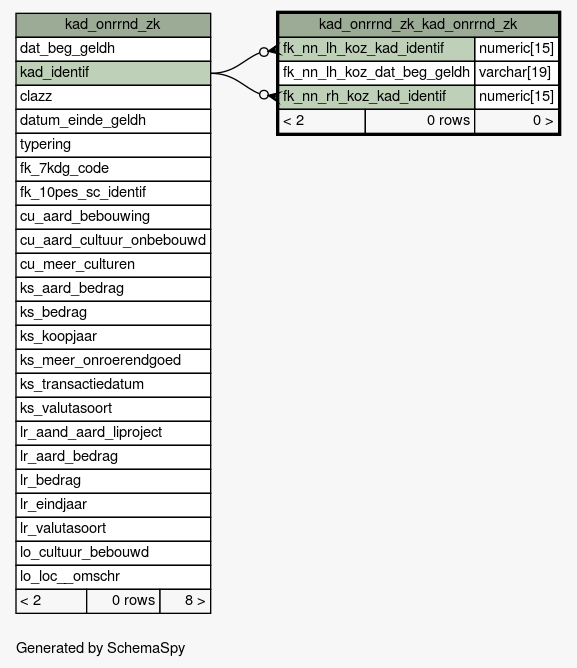 kad_onrrnd_zk
dat_beg_geldh
kad_identif
clazz
datum_einde_geldh
typering
fk_7kdg_code
fk_10pes_sc_identif
cu_aard_bebouwing
cu_aard_cultuur_onbebouwd
cu_meer_culturen
ks_aard_bedrag
ks_bedrag
ks_koopjaar
ks_meer_onroerendgoed
ks_transactiedatum
ks_valutasoort
lr_aand_aard_liproject
lr_aard_bedrag
lr_bedrag
lr_eindjaar
lr_valutasoort
lo_cultuur_bebouwd
lo_loc__omschr
< 2 0 rows 8 >
kad_onrrnd_zk_kad_onrrnd_zk
fk_nn_lh_koz_kad_identif numeric[15]
fk_nn_lh_koz_dat_beg_geldh varchar[19]
fk_nn_rh_koz_kad_identif numeric[15]
< 2 0 rows 0 >
Generated by SchemaSpy